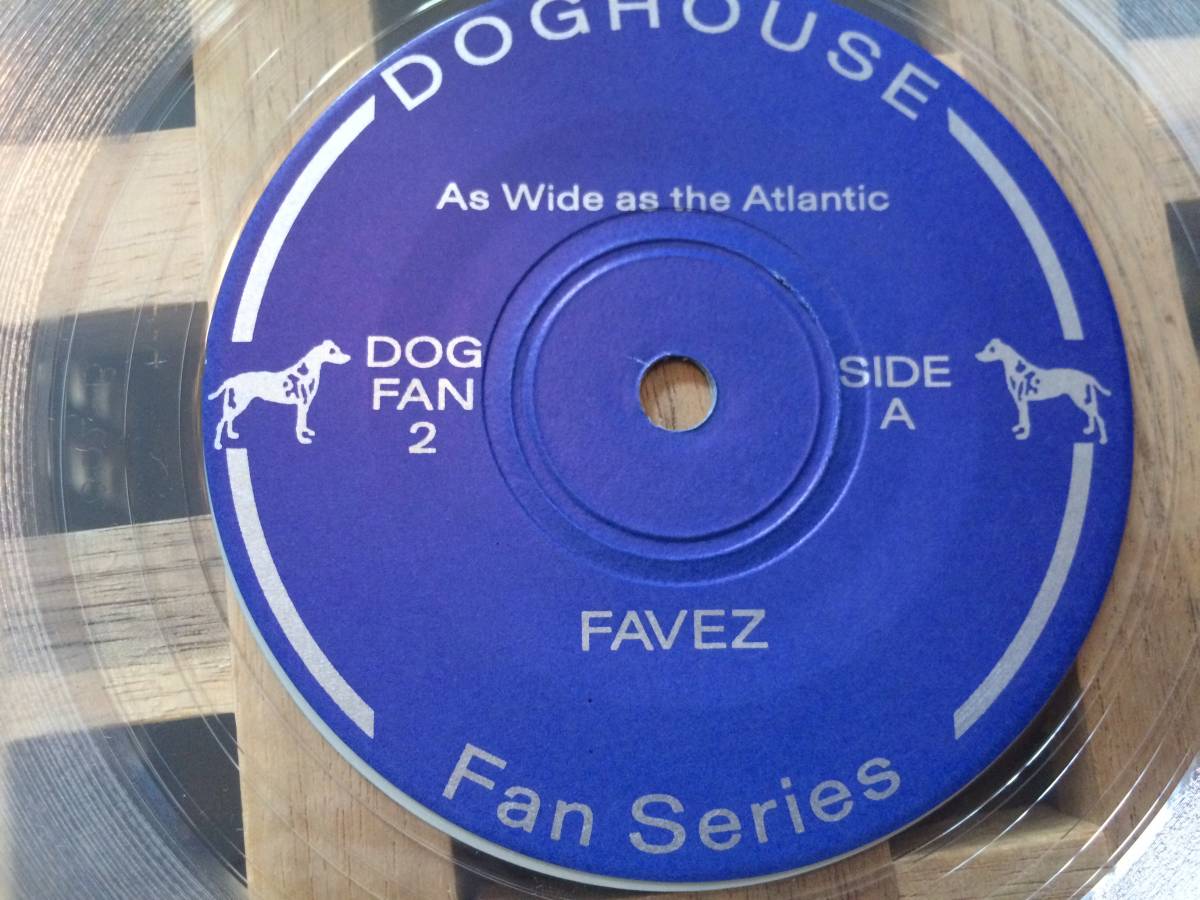 DOGHOUSE
As Wide as the Atlantic
DOG
FAN
2
SIDE
A
FAVEZ
Fan Series